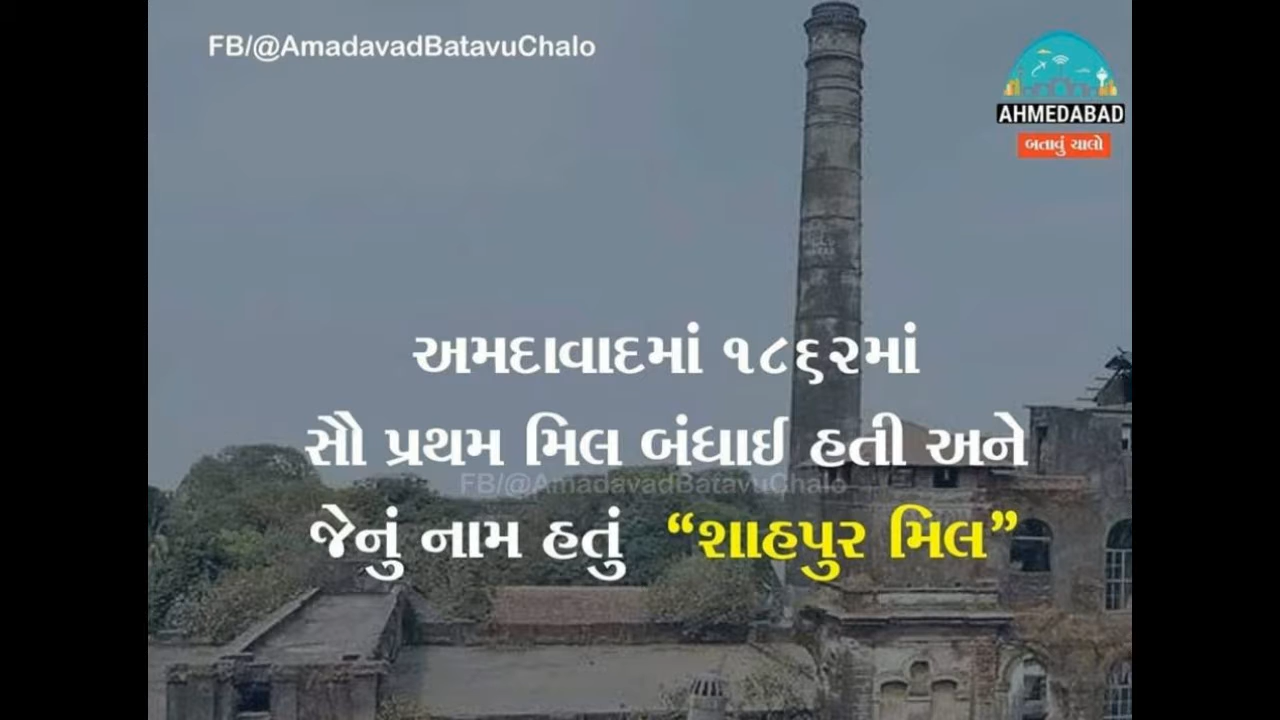 FB/@AmadavadBatavuChalo
AHMEDABAD
બતાવું ચાલો
અમદાવાદમાં ૧૮૬૨માં
સૌ પ્રથમ મિલ બંધાઈ હતી અને
FB/@AmadavadBatavuChalo
જેનું નામ હતું “શાહપુર મિલ”